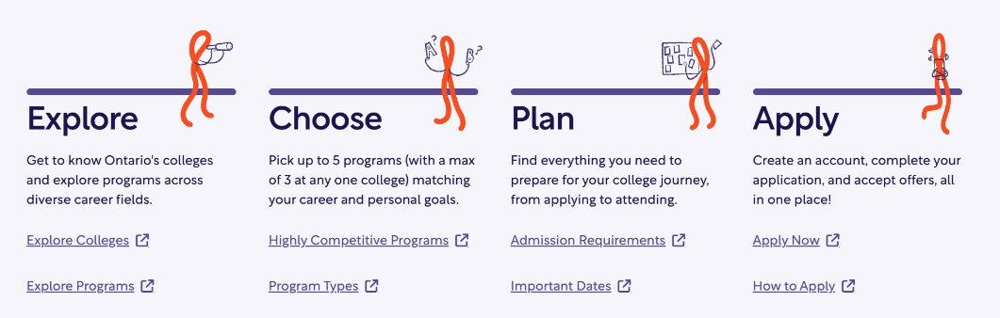 Explore
Get to know Ontario's colleges
and explore programs across
diverse career fields.
Explore Colleges
Explore Programs
Choose
Pick up to 5 programs (with a max
of 3 at any one college) matching
your career and personal goals.
Highly Competitive Programs
Program Types
Plan
Find everything you need to
prepare for your college journey,
from applying to attending.
Admission Requirements
Important Dates
Apply
Create an account, complete your
application, and accept offers, all
in one place!
Apply Now
How to Apply